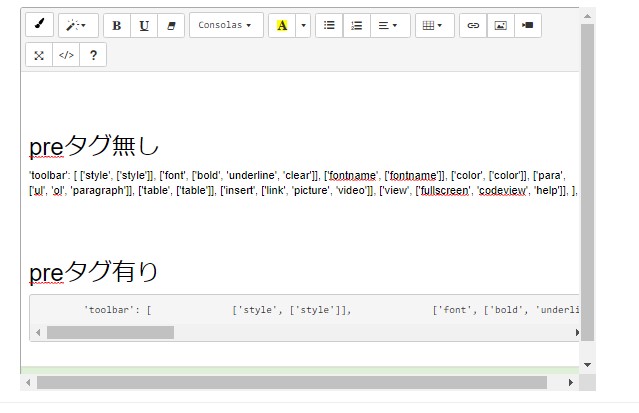 B U Consolas A
</> ?
preタグ無し
'toolbar': [ ['style', ['style']], ['font', ['bold', 'underline', 'clear']], ['fontname', ['fontname']], ['color', ['color']], ['para',
['ul', 'ol', 'paragraph']], ['table', ['table']], ['insert', ['link', 'picture', 'video']], ['view', ['fullscreen', 'codeview', 'help']], ],
preタグ有り
'toolbar': [ ['style', ['style']], ['font', ['bold', 'underli